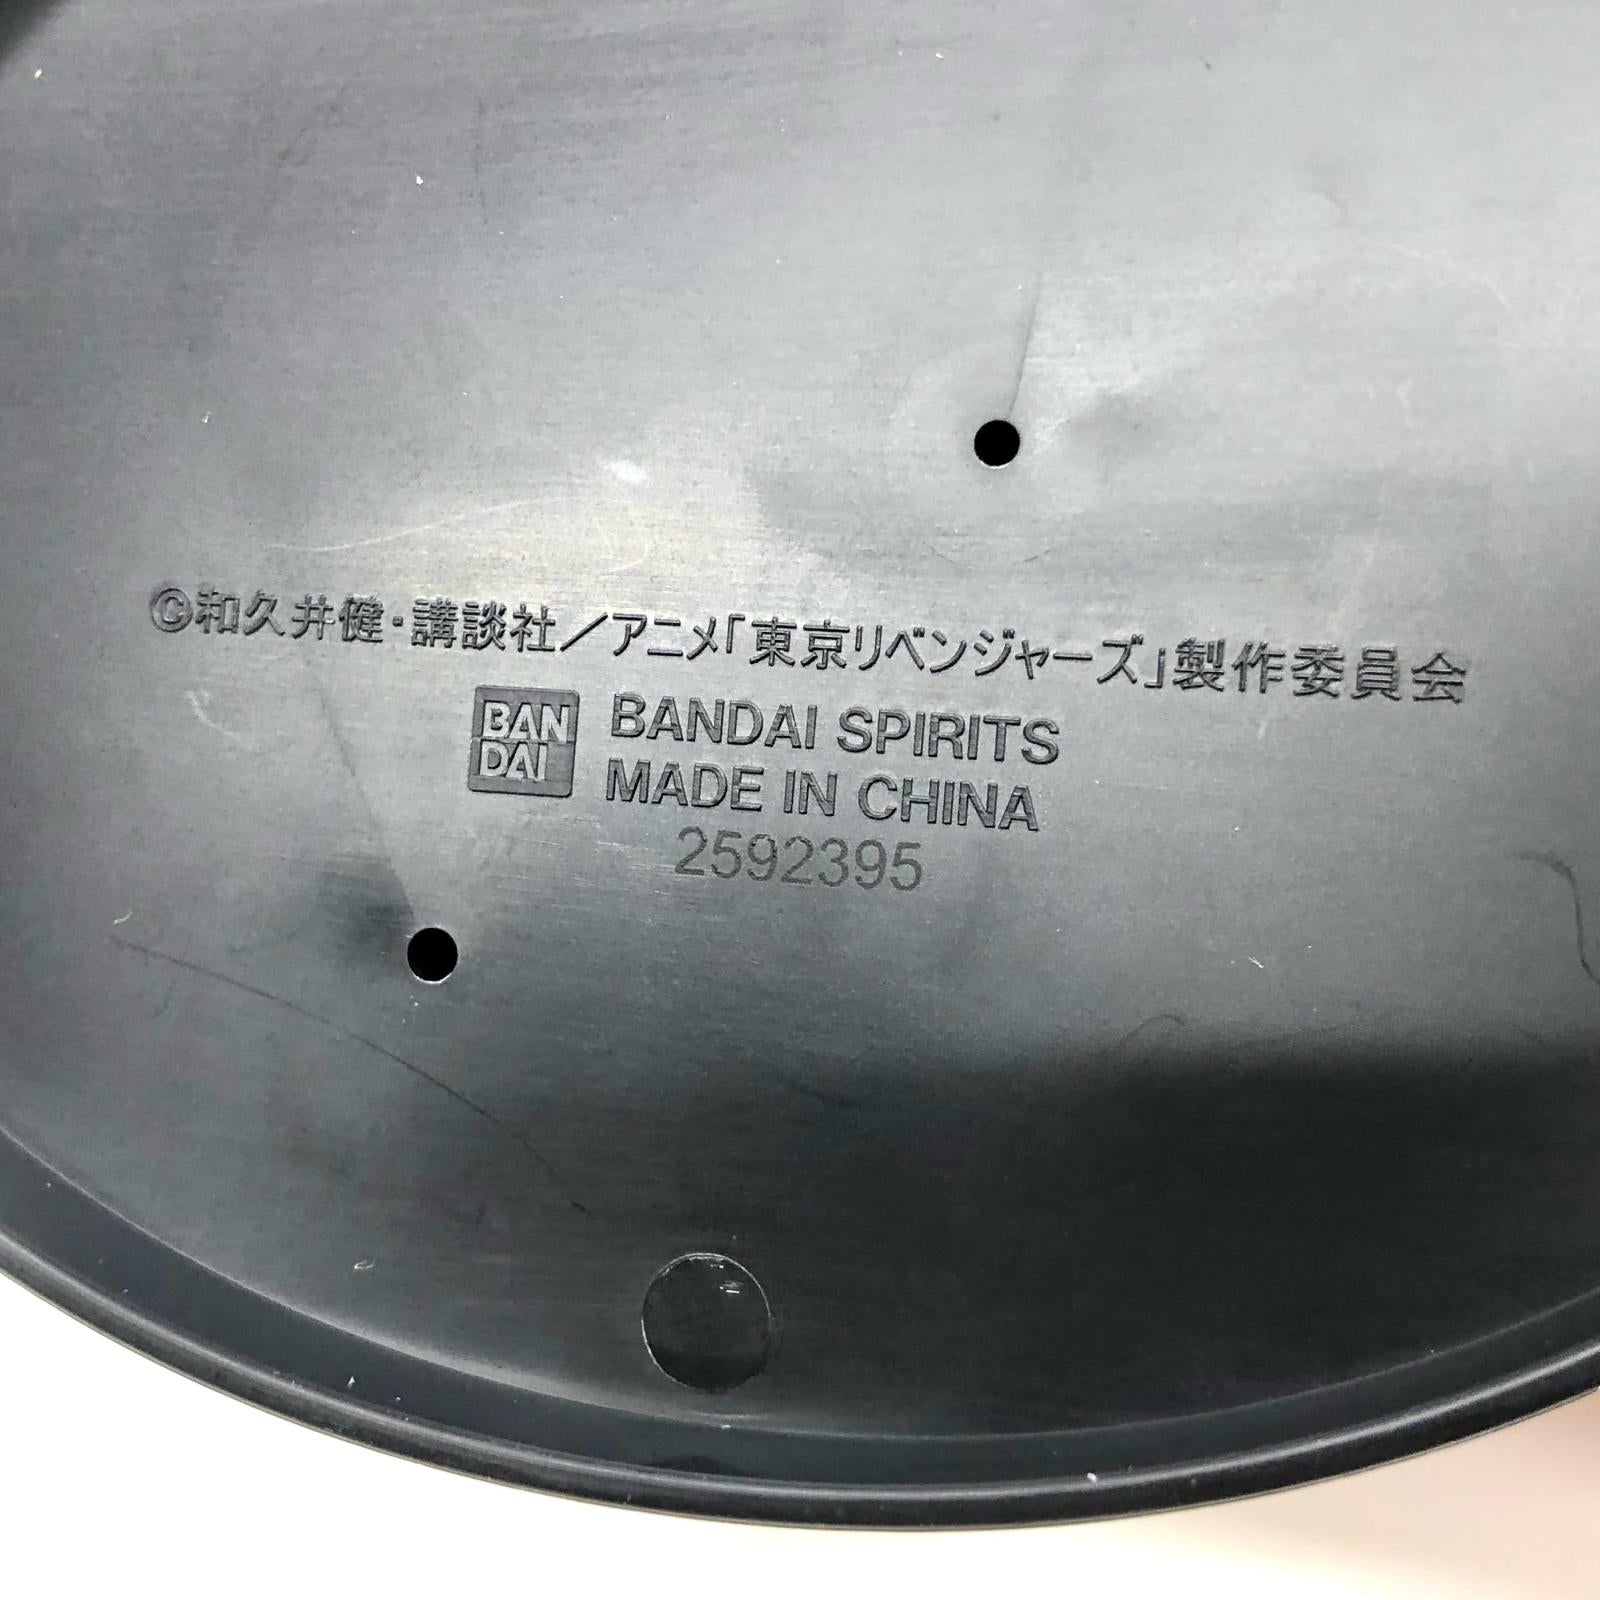 ©和久井健・講談社／アニメ「東京リベンジャーズ」製作委員会
BAN
DAI
BANDAI SPIRITS
MADE IN CHINA
2592395